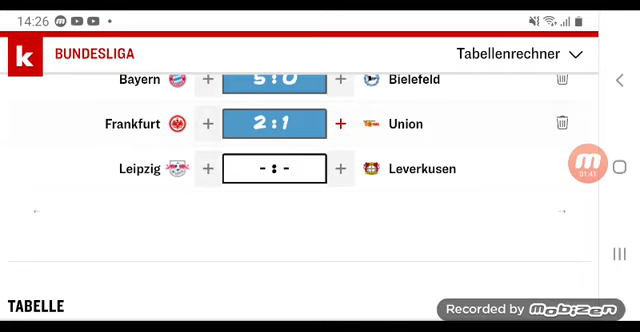 14:26
k BUNDESLIGA Tabellenrechner
Bayern + 5:0 + Bielefeld
Frankfurt + 2:1 + Union
Leipzig + -:- + Leverkusen
01:41
← →
TABELLE
Recorded by Mobizen